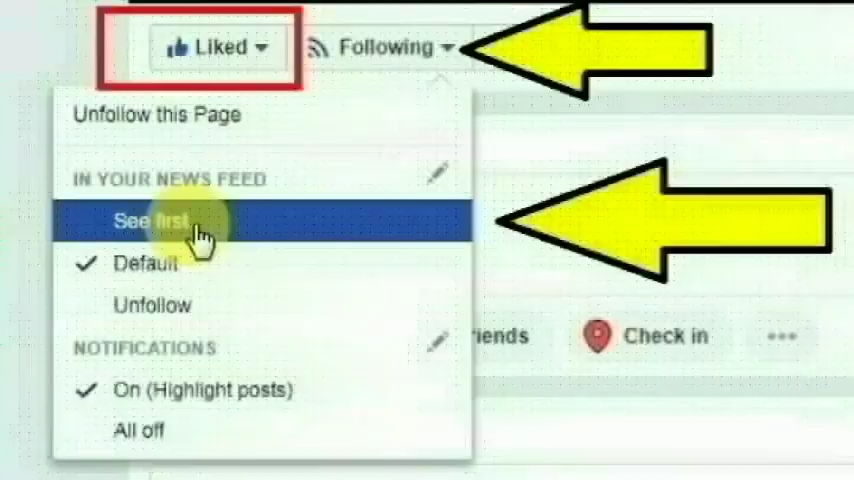 Liked Following
Unfollow this Page
IN YOUR NEWS FEED
See first
Default
Unfollow
NOTIFICATIONS
On (Highlight posts)
All off
riends Check in